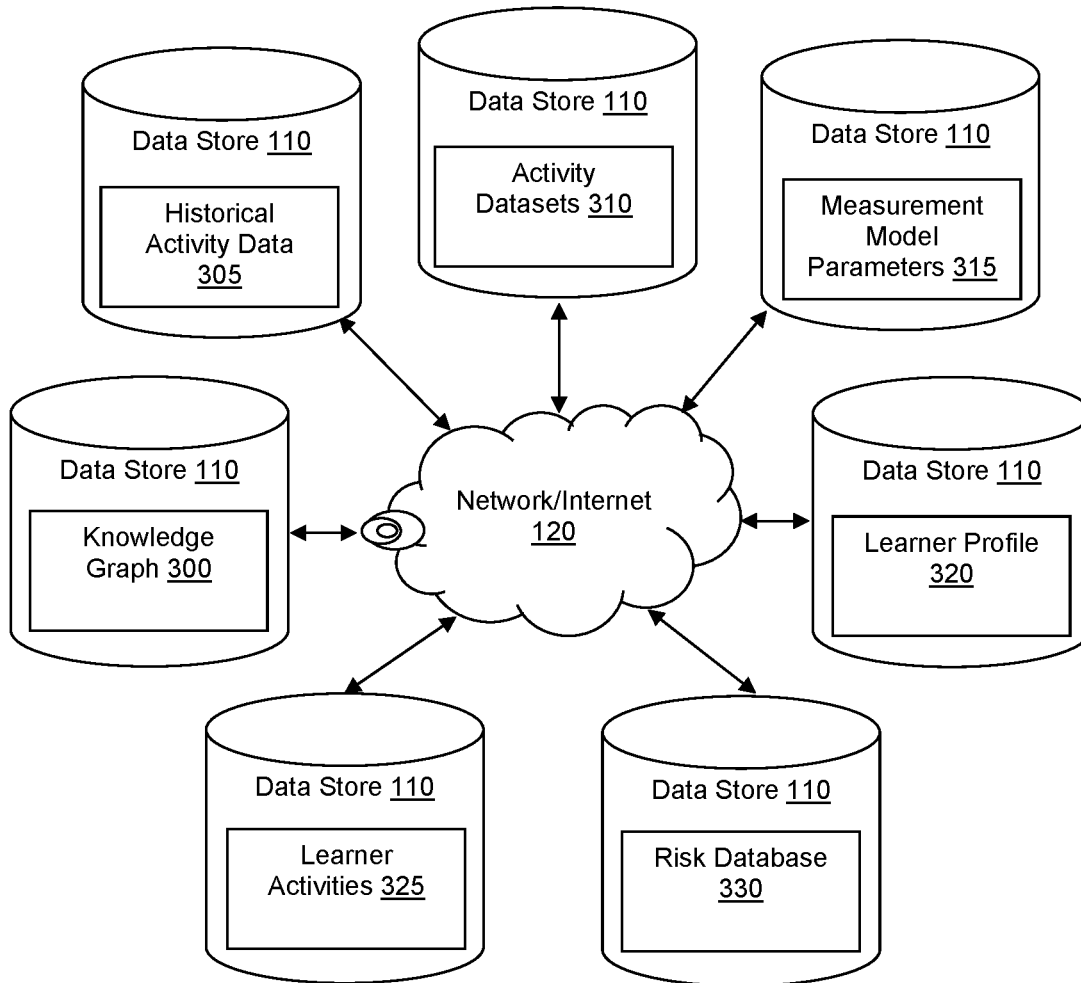 Data Store 110
Historical
Activity Data
305
Data Store 110
Activity
Datasets 310
Data Store 110
Measurement
Model
Parameters 315
Data Store 110
Knowledge
Graph 300
Network/Internet
120
Data Store 110
Learner Profile
320
Data Store 110
Learner
Activities 325
Data Store 110
Risk Database
330